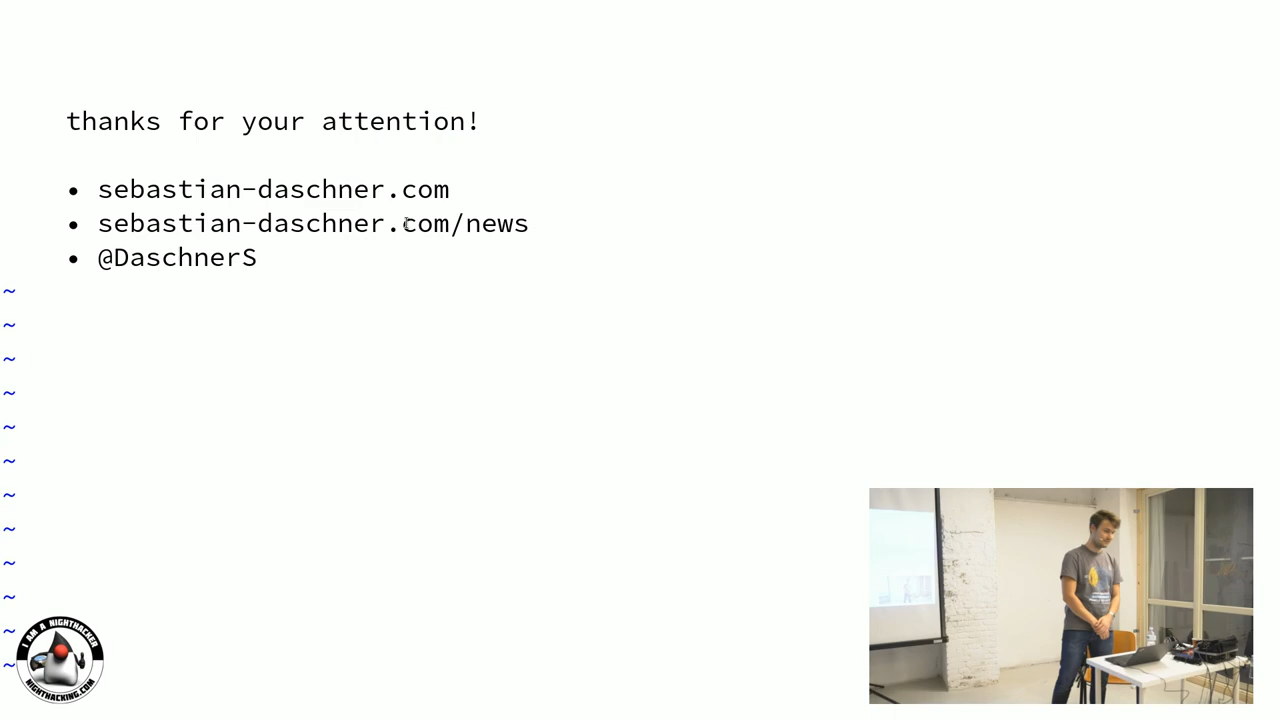 thanks for your attention!
• sebastian-daschner.com
• sebastian-daschner.com/news
• @DaschnerS
~
~
~
~
~
~
~
~
~
~
~
~
I AM A NIGHTHACKER
NIGHTHACKING.COM